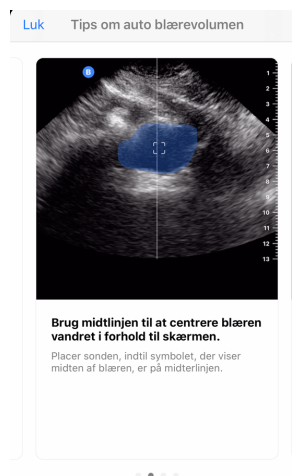 Luk Tips om auto blærevolumen
B
1
2
3
4
5
6
7
8
9
10
11
12
13
Brug midtlinjen til at centrere blæren
vandret i forhold til skærmen.
Placer sonden, indtil symbolet, der viser
midten af blæren, er på midterlinjen.